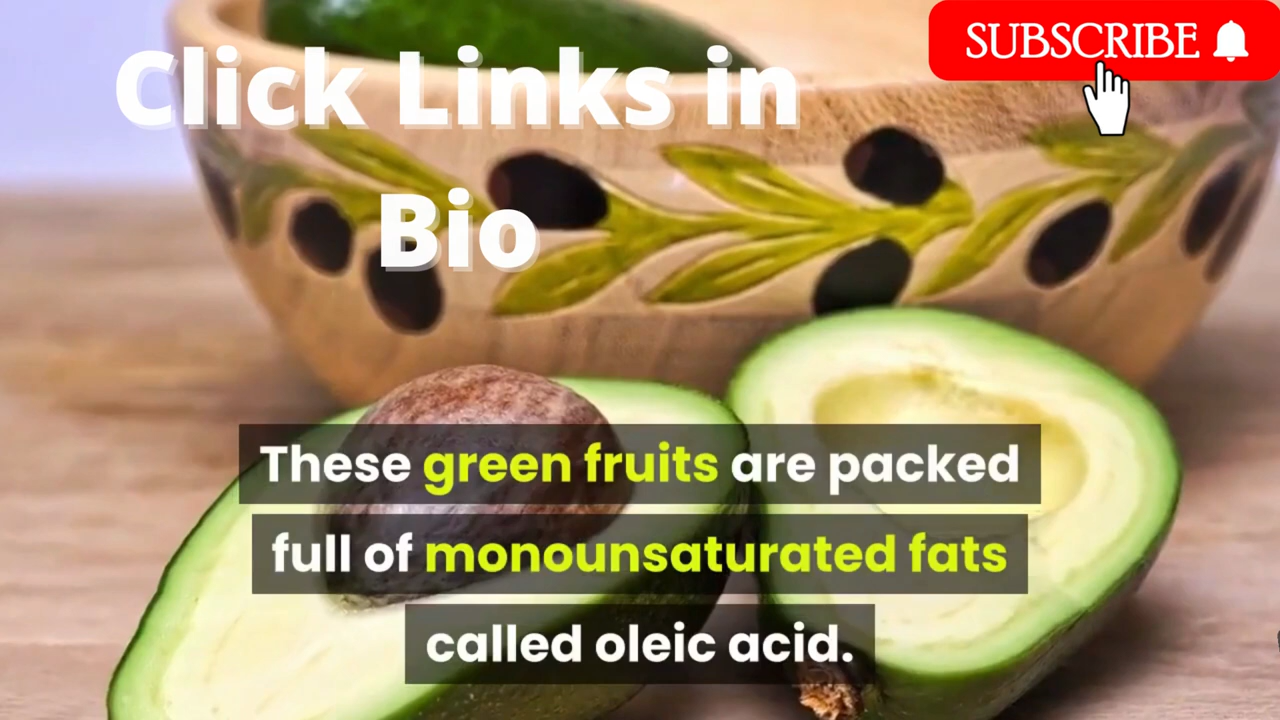 Click Links in
Bio
SUBSCRIBE
These green fruits are packed
full of monounsaturated fats
called oleic acid.